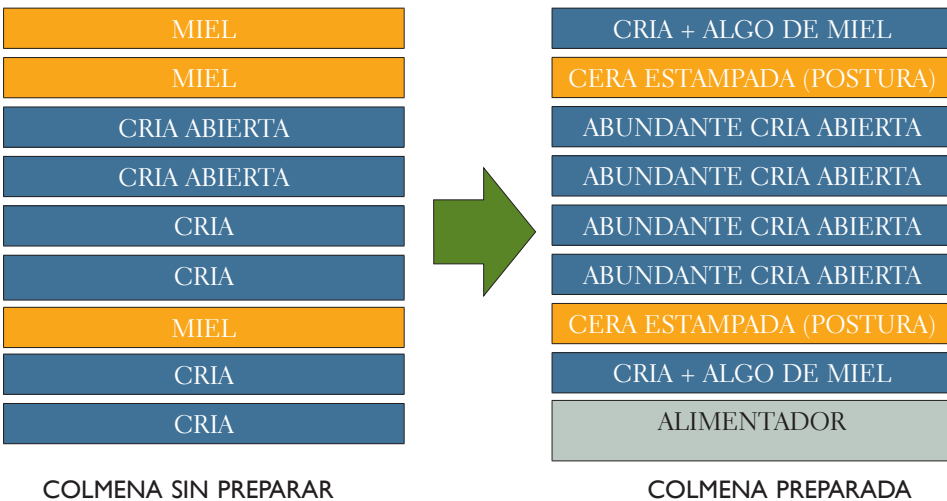 MIEL
MIEL
CRIA ABIERTA
CRIA ABIERTA
CRIA
CRIA
MIEL
CRIA
CRIA
COLMENA SIN PREPARAR
CRIA + ALGO DE MIEL
CERA ESTAMPADA (POSTURA)
ABUNDANTE CRIA ABIERTA
ABUNDANTE CRIA ABIERTA
ABUNDANTE CRIA ABIERTA
ABUNDANTE CRIA ABIERTA
CERA ESTAMPADA (POSTURA)
CRIA + ALGO DE MIEL
ALIMENTADOR
COLMENA PREPARADA